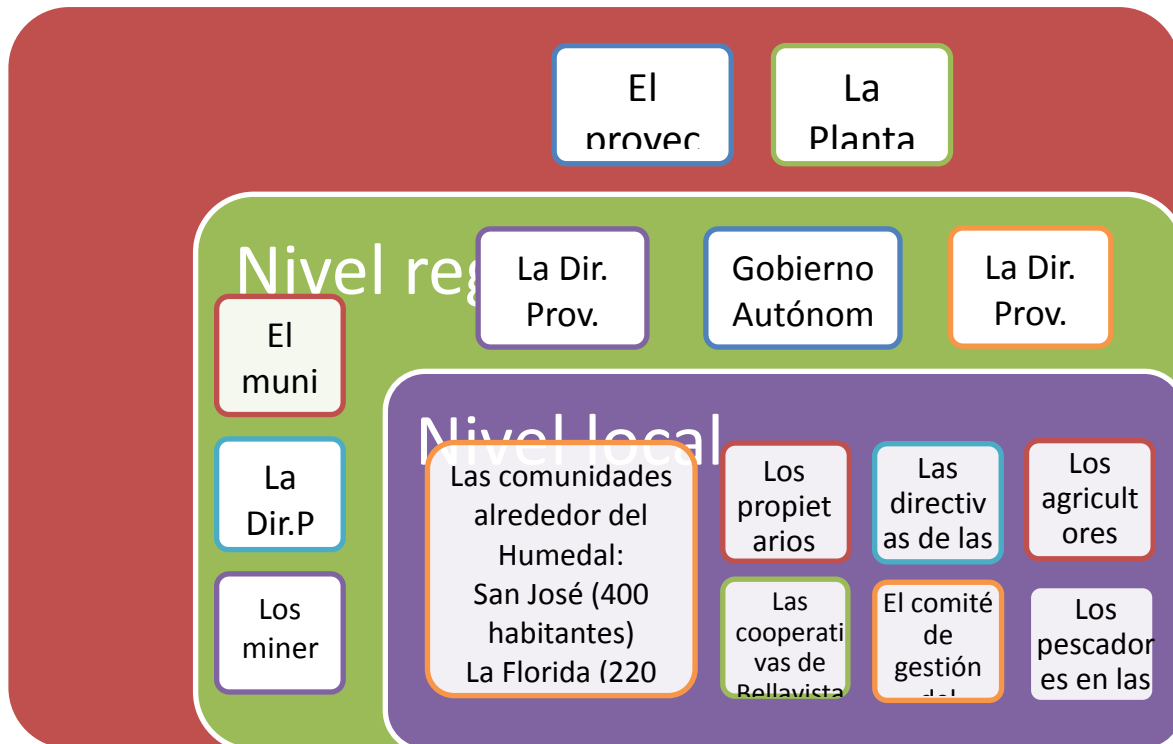 El
proyec
La
Planta
Nivel reg
La Dir.
Prov.
Gobierno
Autónom
La Dir.
Prov.
El
muni
La
Dir.P
Los
miner
Nivel local
Las comunidades
alrededor del
Humedal:
San José (400
habitantes)
La Florida (220
Los
propiet
arios
Las
directiv
as de las
Los
agricult
ores
Las
cooperati
vas de
Bellavista
El comité
de
gestión
del
Los
pescador
es en las